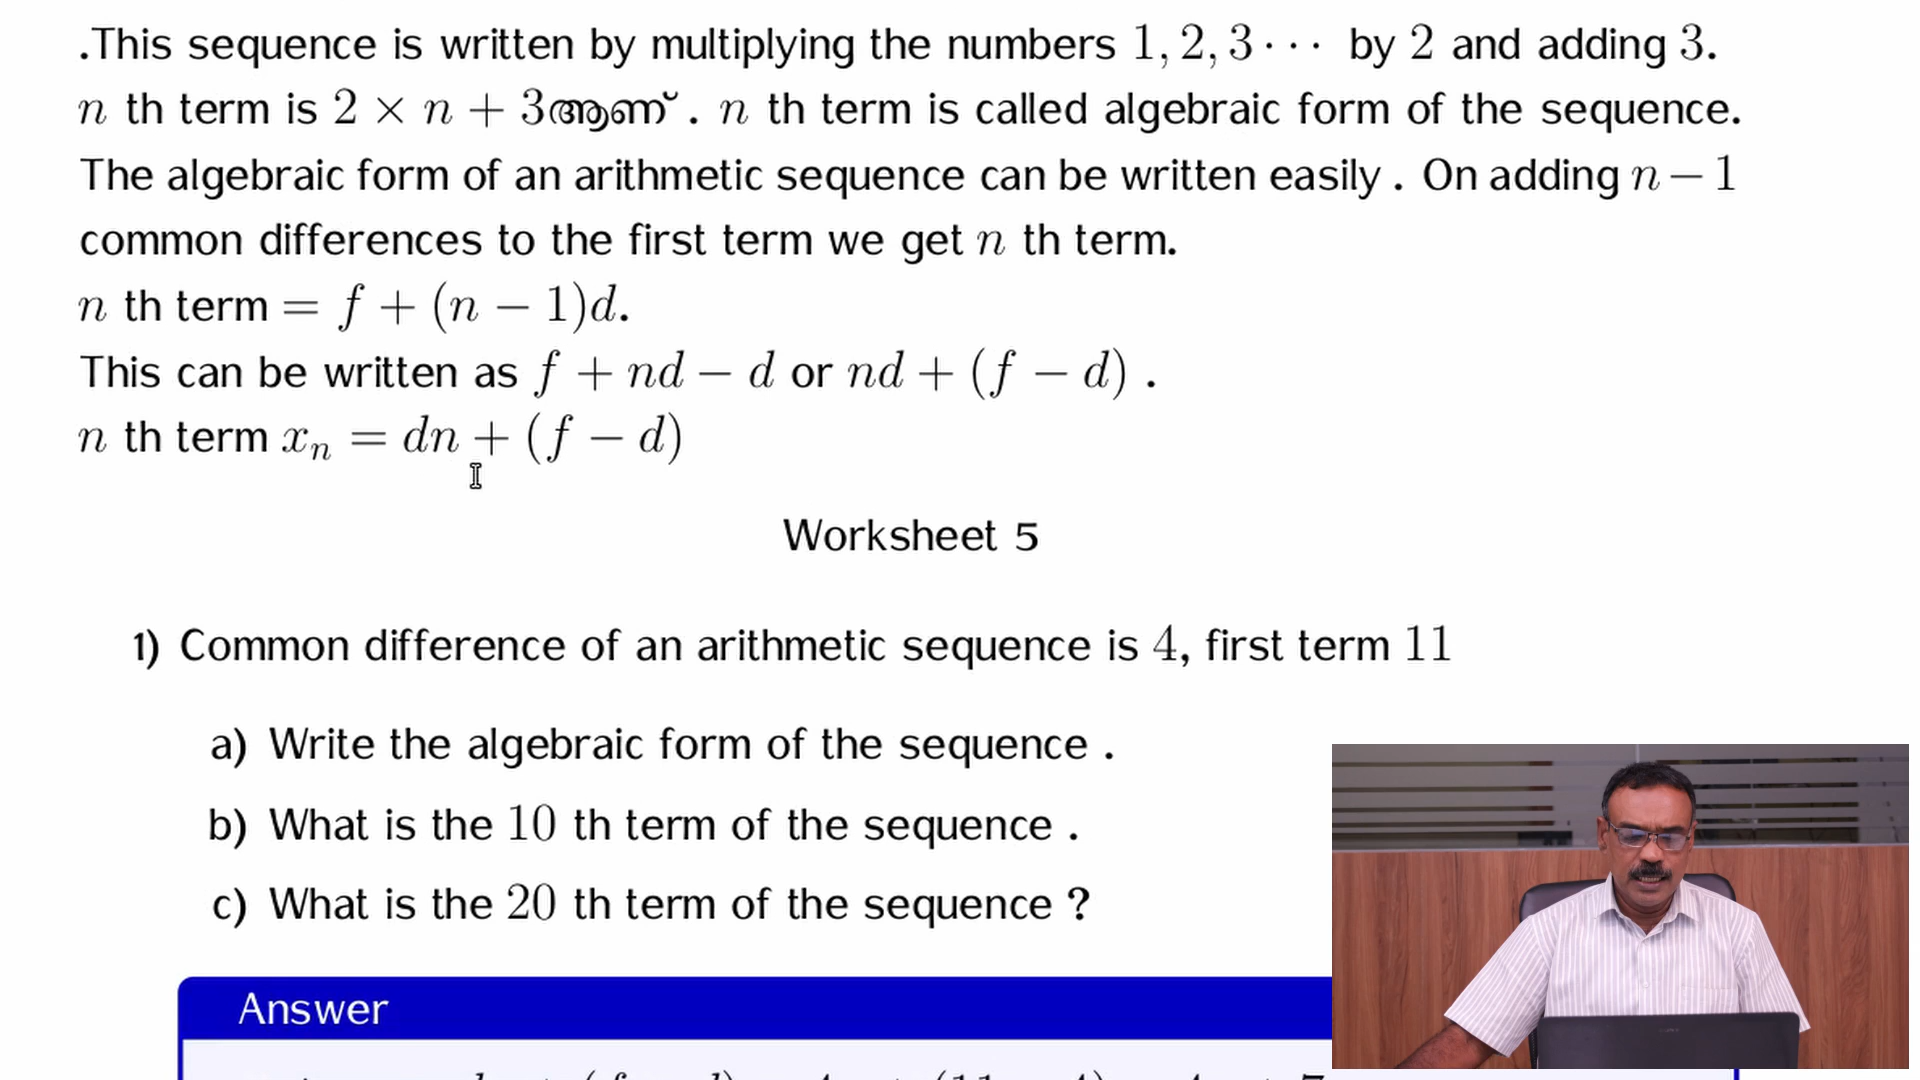 .This sequence is written by multiplying the numbers 1, 2, 3 · · · by 2 and adding 3.
n th term is 2 × n + 3ആണ് . n th term is called algebraic form of the sequence.
The algebraic form of an arithmetic sequence can be written easily . On adding n − 1
common differences to the first term we get n th term.
n th term = f + (n − 1)d.
This can be written as f + nd − d or nd + (f − d) .
n th term xₙ = dn + (f − d)
Worksheet 5
1) Common difference of an arithmetic sequence is 4, first term 11
a) Write the algebraic form of the sequence .
b) What is the 10 th term of the sequence .
c) What is the 20 th term of the sequence ?
Answer